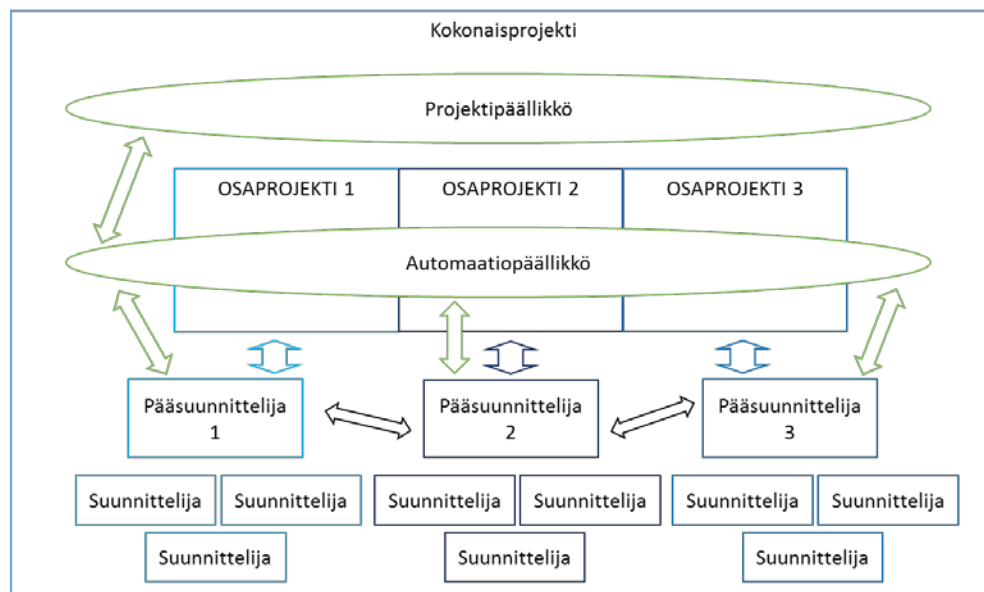 Kokonaisprojekti
Projektipäällikkö
OSAPROJEKTI 1
OSAPROJEKTI 2
OSAPROJEKTI 3
Automaatiopäällikkö
Pääsuunnittelija
1
Pääsuunnittelija
2
Pääsuunnittelija
3
Suunnittelija
Suunnittelija
Suunnittelija
Suunnittelija
Suunnittelija
Suunnittelija
Suunnittelija
Suunnittelija
Suunnittelija